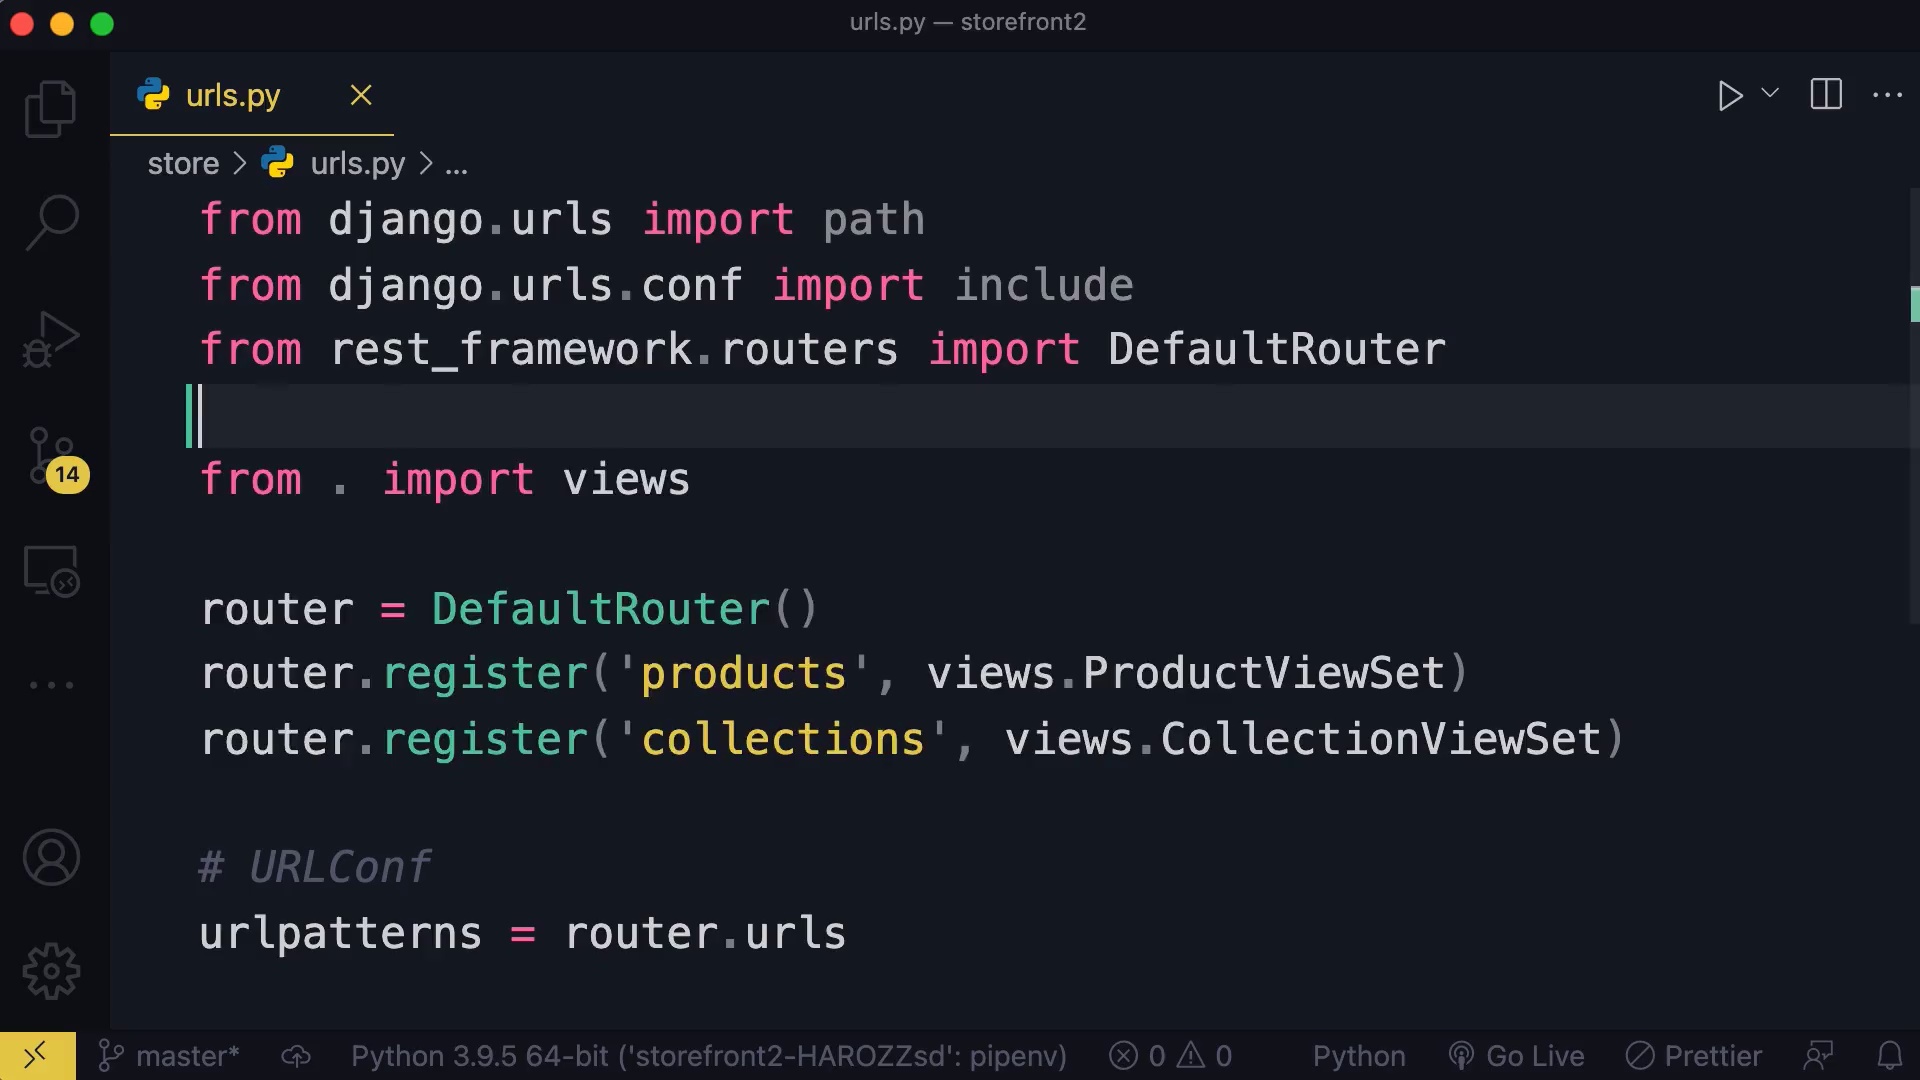 urls.py — storefront2
urls.py
store > urls.py > ...
from django.urls import path
from django.urls.conf import include
from rest_framework.routers import DefaultRouter
from . import views
router = DefaultRouter()
router.register('products', views.ProductViewSet)
router.register('collections', views.CollectionViewSet)
# URLConf
urlpatterns = router.urls
14
master* Python 3.9.5 64-bit ('storefront2-HAROZZsd': pipenv) 0 0 Python Go Live Prettier